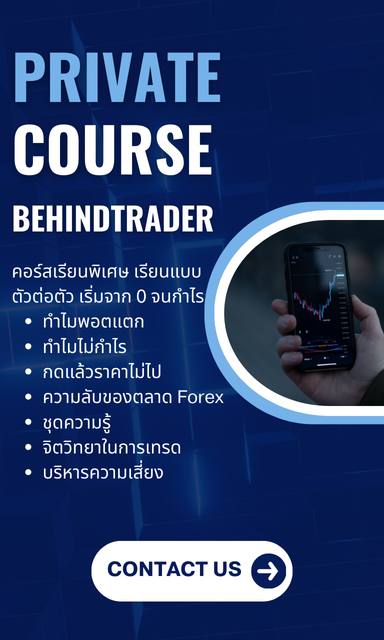 PRIVATE
COURSE
BEHINDTRADER
คอร์สเรียนพิเศษ เรียนแบบ
ตัวต่อตัว เริ่มจาก 0 จนกำไร
• ทำไมพอตแตก
• ทำไมไม่กำไร
• กดแล้วราคาไม่ไป
• ความลับของตลาด Forex
• ชุดความรู้
• จิตวิทยาในการเทรด
• บริหารความเสี่ยง
CONTACT US